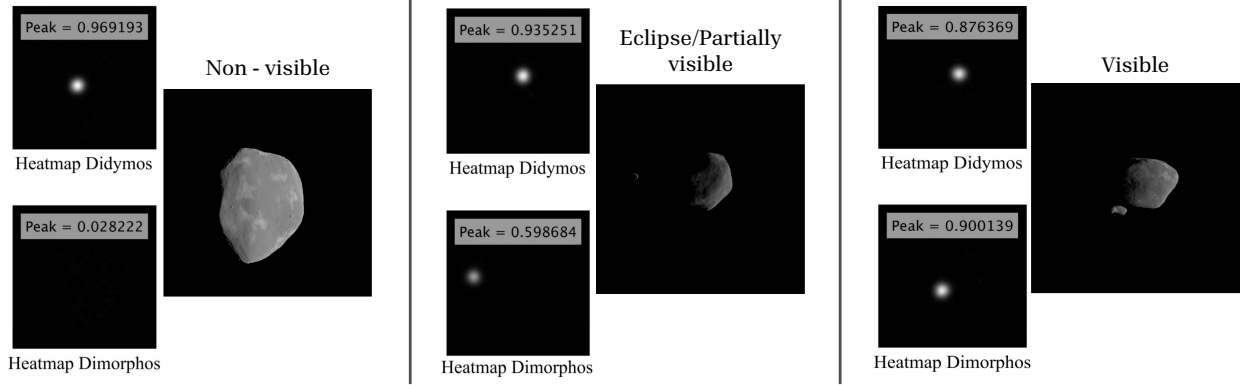 Peak = 0.969193
Non - visible
Heatmap Didymos
Peak = 0.028222
Heatmap Dimorphos
Peak = 0.935251
Eclipse/Partially
visible
Heatmap Didymos
Peak = 0.598684
Heatmap Dimorphos
Peak = 0.876369
Visible
Heatmap Didymos
Peak = 0.900139
Heatmap Dimorphos